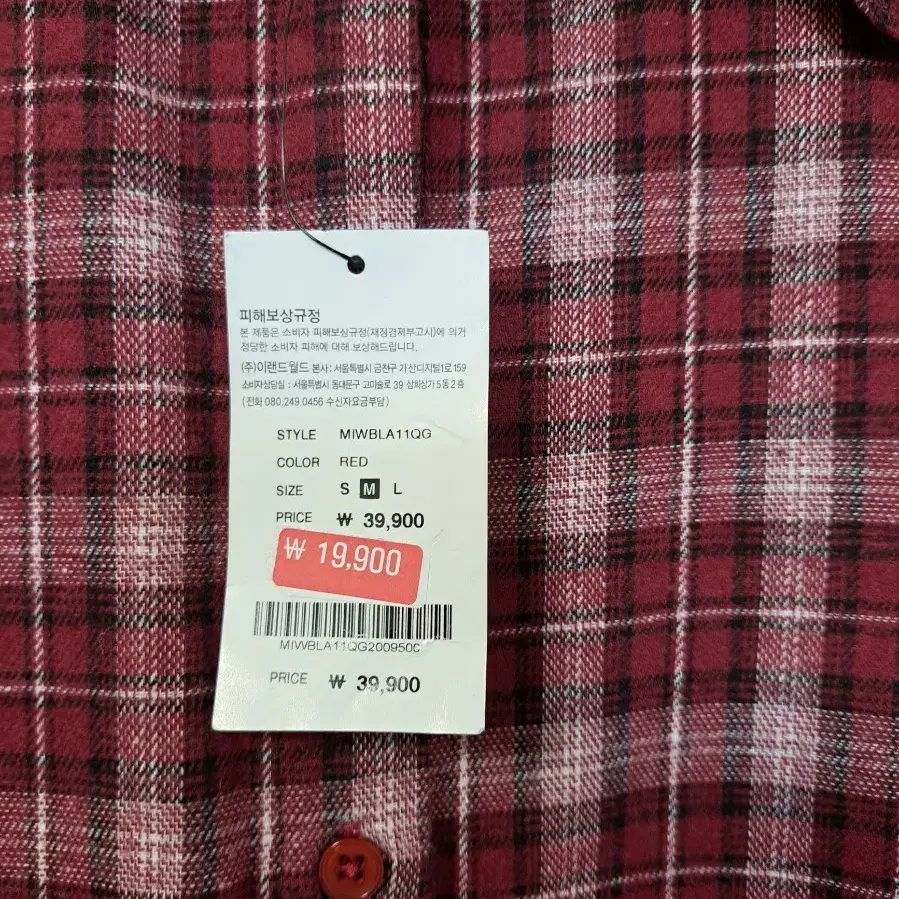 피해보상규정
본 제품은 소비자 피해보상규정(재정경제부고시)에 의거
정당한 소비자 피해에 대해 보상해드립니다.
(주)이랜드월드 본사 : 서울특별시 금천구 가산디지털1로 159
소비자상담실 : 서울특별시 동대문구 고미술로 39 삼희상가 5동 2층
(전화 080.249.0456 수신자요금부담)
STYLE MIWBLA11QG
COLOR RED
SIZE S M L
PRICE ₩ 39,900
₩ 19,900
MIWBLA11QG200950C
PRICE ₩ 39,900